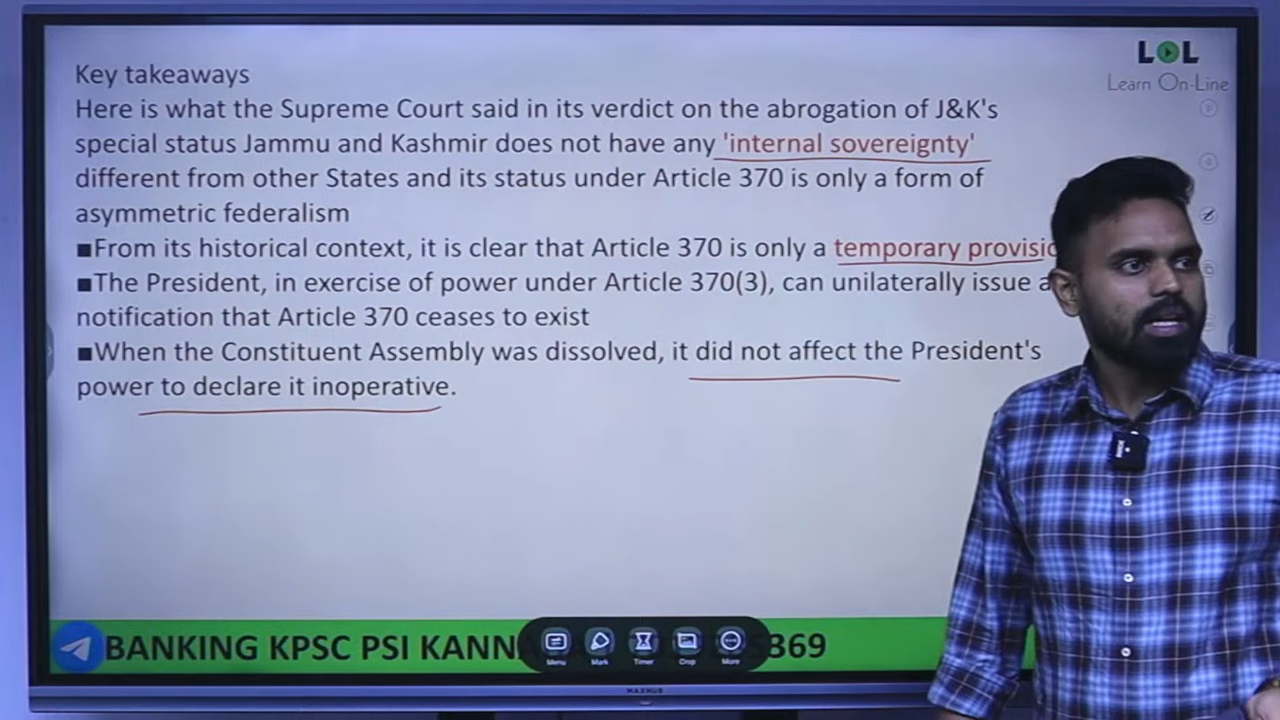 Key takeaways
Here is what the Supreme Court said in its verdict on the abrogation of J&K's
special status Jammu and Kashmir does not have any 'internal sovereignty'
different from other States and its status under Article 370 is only a form of
asymmetric federalism
■From its historical context, it is clear that Article 370 is only a temporary provisio
■The President, in exercise of power under Article 370(3), can unilaterally issue a
notification that Article 370 ceases to exist
■When the Constituent Assembly was dissolved, it did not affect the President's
power to declare it inoperative.
LOL
Learn On-Line
BANKING KPSC PSI KANN 369
Menu Mark Timer Crop More
MAXHUB